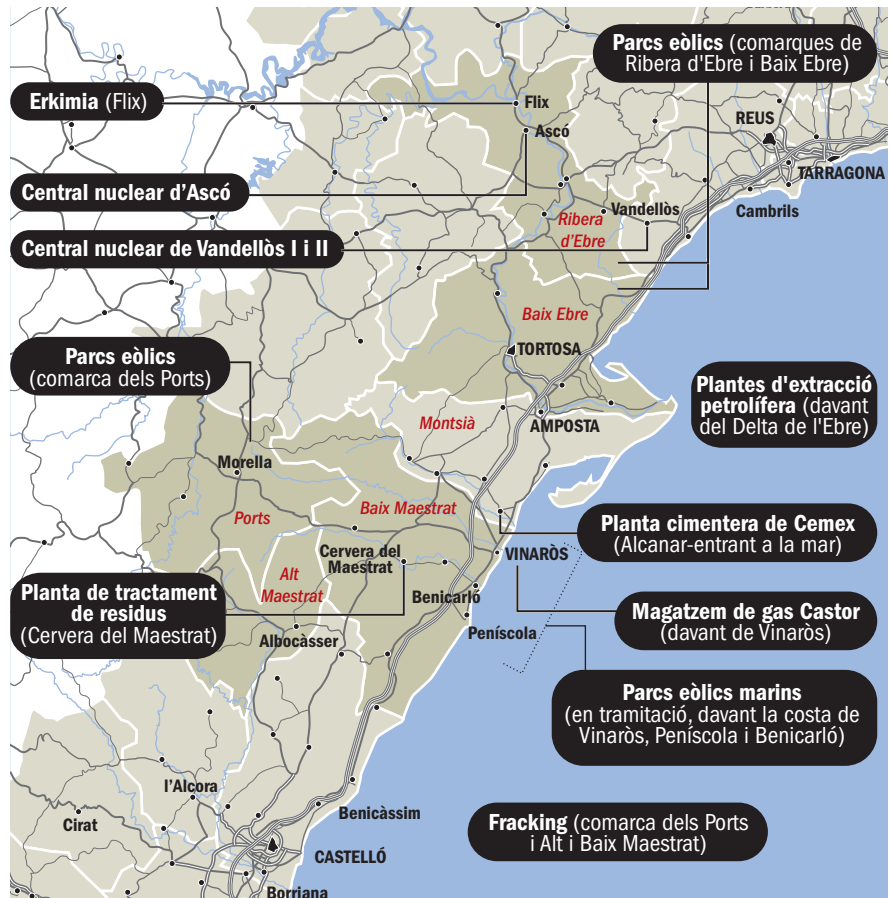 Parcs eòlics (comarques de
Ribera d'Ebre i Baix Ebre)
Erkimia (Flix)
Flix
Ascó
REUS
TARRAGONA
Central nuclear d'Ascó
Vandellòs
Cambrils
Ribera
d'Ebre
Central nuclear de Vandellòs I i II
Baix Ebre
Parcs eòlics
(comarca dels Ports)
TORTOSA
Plantes d'extracció
petrolífera (davant
del Delta de l'Ebre)
Montsià
AMPOSTA
Morella
Ports
Baix Maestrat
Planta cimentera de Cemex
(Alcanar-entrant a la mar)
Cervera del
Maestrat
VINARÒS
Alt
Maestrat
Planta de tractament
de residus
(Cervera del Maestrat)
Benicarló
Magatzem de gas Castor
(davant de Vinaròs)
Albocàsser
Peníscola
Parcs eòlics marins
(en tramitació, davant la costa de
Vinaròs, Peníscola i Benicarló)
l'Alcora
Benicàssim
Cirat
Fracking (comarca dels Ports
i Alt i Baix Maestrat)
CASTELLÓ
Borriana